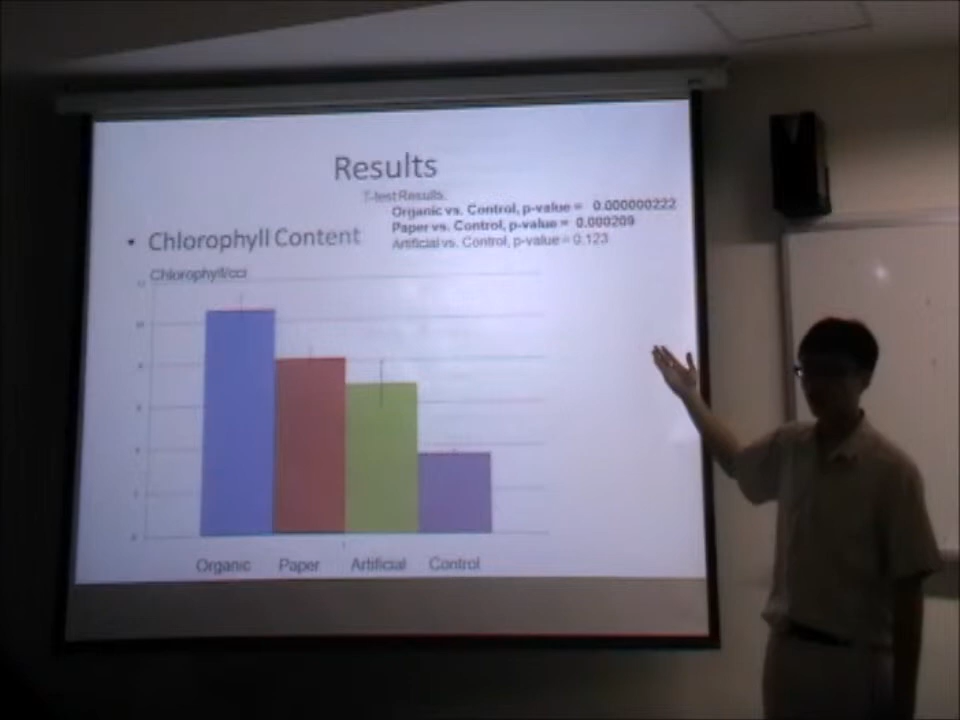 Results
T-test Results.
Organic vs. Control, p-value = 0.000000222
Paper vs. Control, p-value = 0.000209
Artificial vs. Control, p-value = 0.123
• Chlorophyll Content
Chlorophyll/cci
Organic Paper Artificial Control